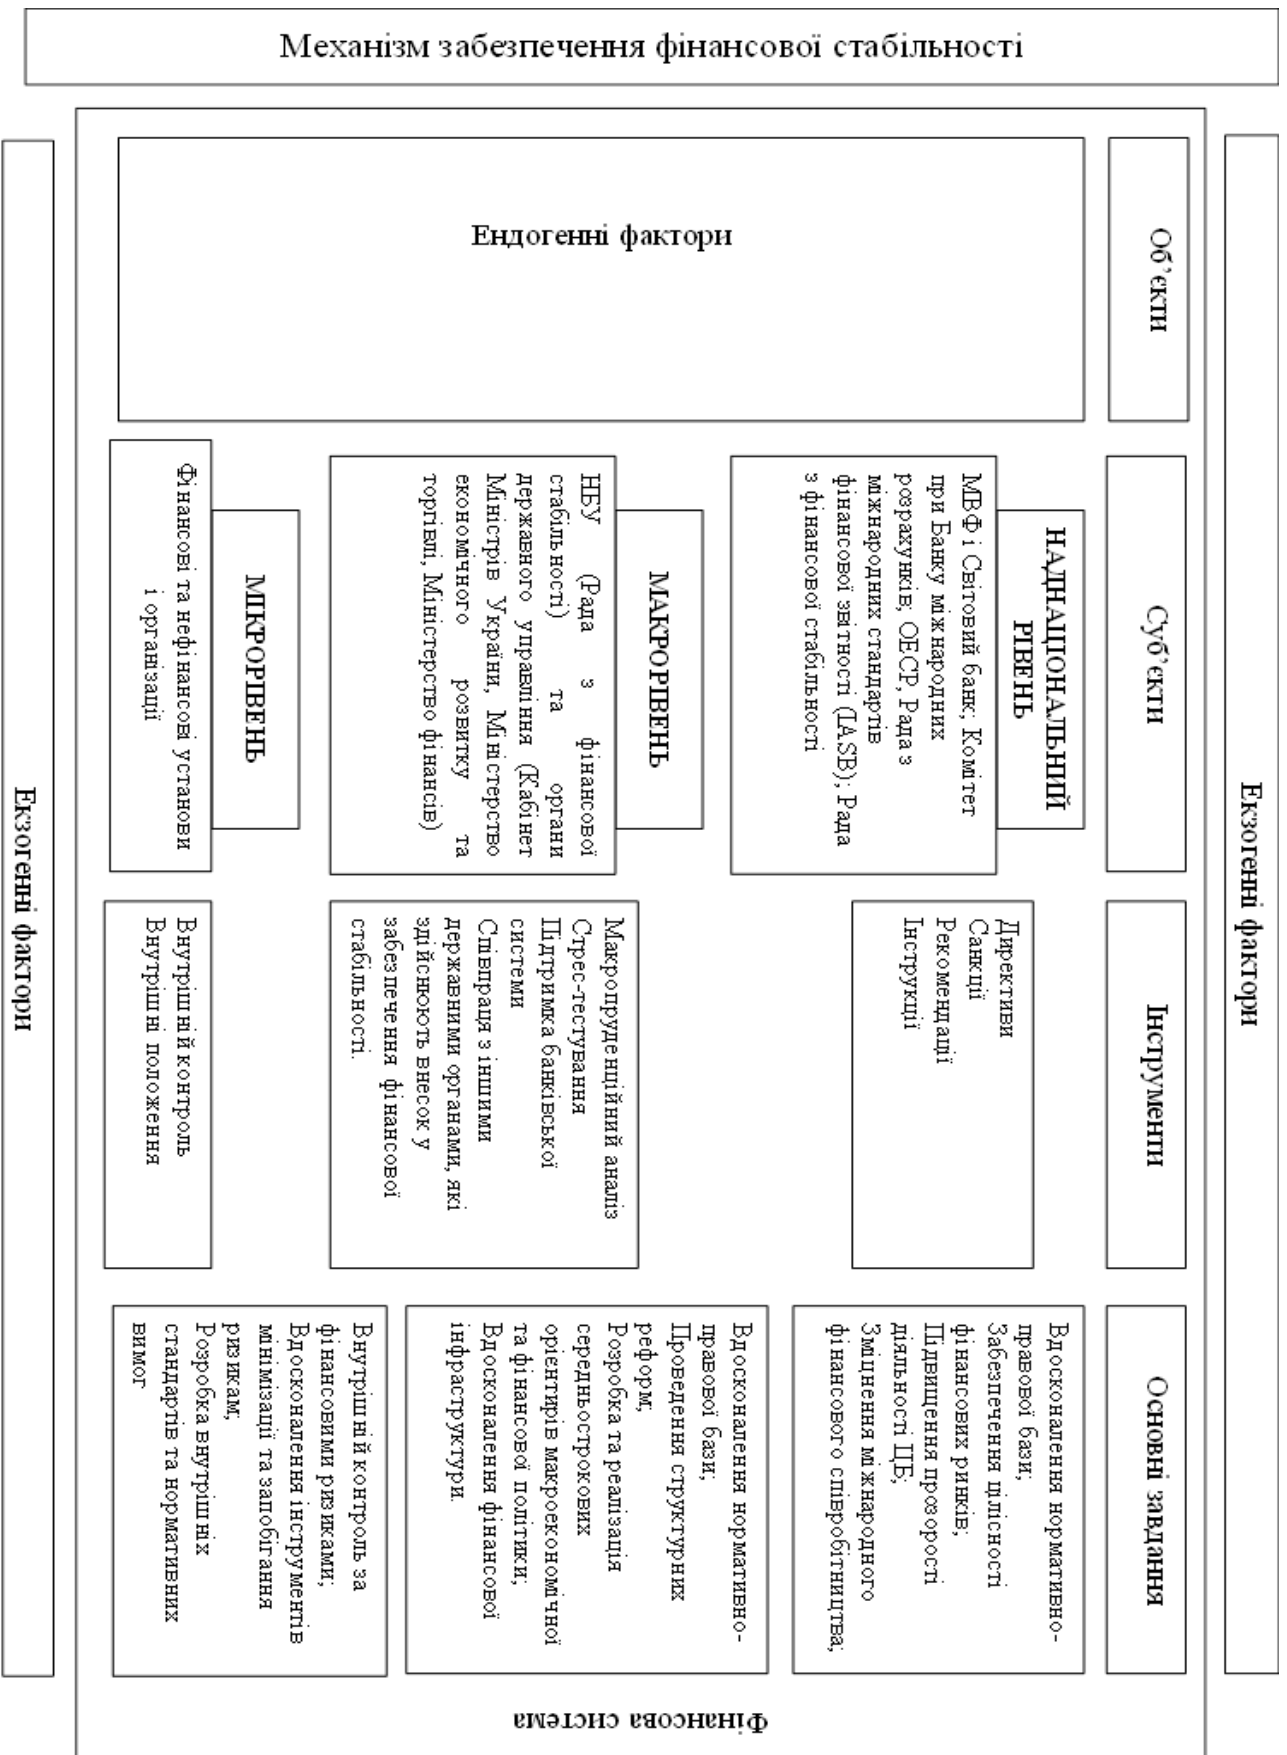 Механізм забезпечення фінансової стабільності
Екзогенні фактори
Об’єкти
Суб’єкти
Інструменти
Основні завдання
Ендогенні фактори
НАДНАЦІОНАЛЬНИЙ
РІВЕНЬ
МВФ і Світовий банк; Комітет
при Банку міжнародних
розрахунків; ОЕСР, Рада з
міжнародних стандартів
фінансової звітності (IASB); Рада
з фінансової стабільності
Директиви
Санкції
Рекомендації
Інструкції
Вдосконалення нормативно-
правової бази;
Забезпечення цілісності
фінансових ринків;
Підвищення прозорості
діяльності ЦБ;
Зміцнення міжнародного
фінансового співробітництва;
МАКРОРІВЕНЬ
НБУ (Рада з фінансової
стабільності) та органи
державного управління (Кабінет
Міністрів України, Міністерство
економічного розвитку та
торгівлі, Міністерство фінансів)
Макропруденційний аналіз
Стрес-тестування
Підтримка банківської
системи
Співпраця з іншими
державними органами, які
здійснюють внесок у
забезпечення фінансової
стабільності.
Вдосконалення нормативно-
правової бази;
Проведення структурних
реформ;
Розробка та реалізація
середньострокових
орієнтирів макроекономічної
та фінансової політики;
Вдосконалення фінансової
інфраструктури.
МІКРОРІВЕНЬ
Фінансові та нефінансові установи
і організації
Внутрішній контроль
Внутрішні положення
Внутрішній контроль за
фінансовими ризиками;
Вдосконалення інструментів
мінімізації та запобігання
ризикам;
Розробка внутрішніх
стандартів та нормативних
вимог
Фінансова система
Екзогенні фактори